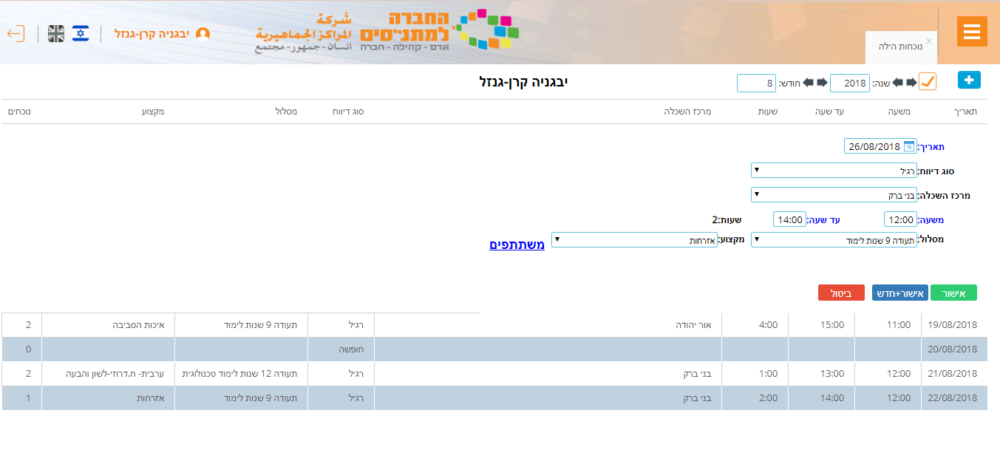 החברה למתנ״סים
אדם - קהילה - חברה
شركة المراكز الجماهيرية
انسان - جمهور - مجتمع
יבגניה קרן-גנזל
נוכחות הילה x
שנה: 2018 חודש: 8
יבגניה קרן-גנזל
תאריך משעה עד שעה שעות מרכז השכלה סוג דיווח מסלול מקצוע נוכחים
תאריך: 26/08/2018
סוג דיווח: רגיל
מרכז השכלה: בני ברק
משעה: 12:00 עד שעה: 14:00 שעות:2
מסלול: תעודה 9 שנות לימוד מקצוע: אזרחות משתתפים
אישור אישור+חדש ביטול
19/08/2018 11:00 15:00 4:00 אור יהודה רגיל תעודה 9 שנות לימוד איכות הסביבה 2
20/08/2018 חופשה 0
21/08/2018 12:00 13:00 1:00 בני ברק רגיל תעודה 12 שנות לימוד טכנולוגית ערבית- ח.דרוזי-לשון והבעה 2
22/08/2018 12:00 14:00 2:00 בני ברק רגיל תעודה 9 שנות לימוד אזרחות 1